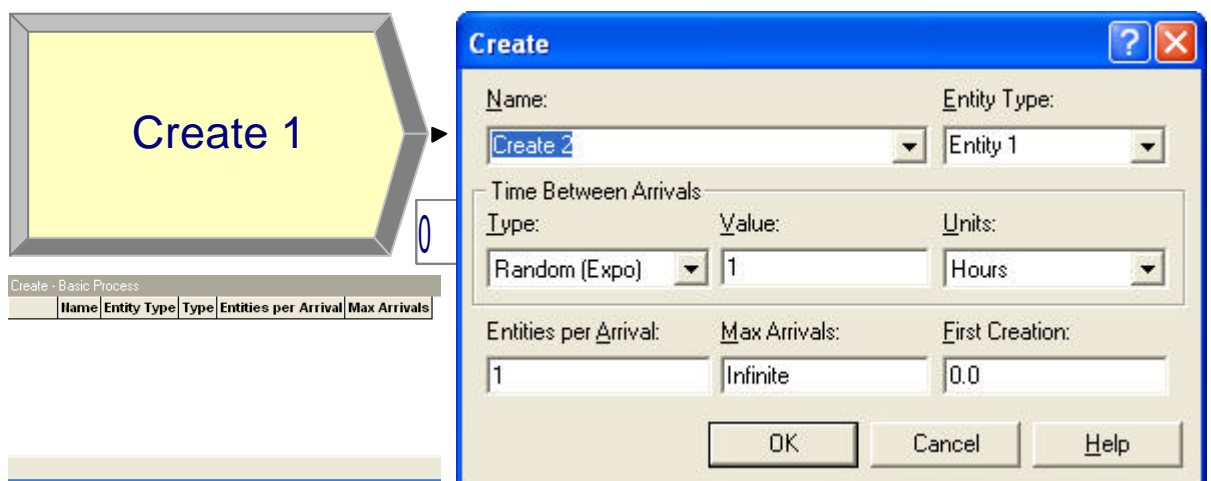 Create 1
0
Create - Basic Process
Name Entity Type Type Entities per Arrival Max Arrivals
Create
Name: Entity Type:
Create 2 Entity 1
Time Between Arrivals
Type: Value: Units:
Random (Expo) 1 Hours
Entities per Arrival: Max Arrivals: First Creation:
1 Infinite 0.0
OK Cancel Help